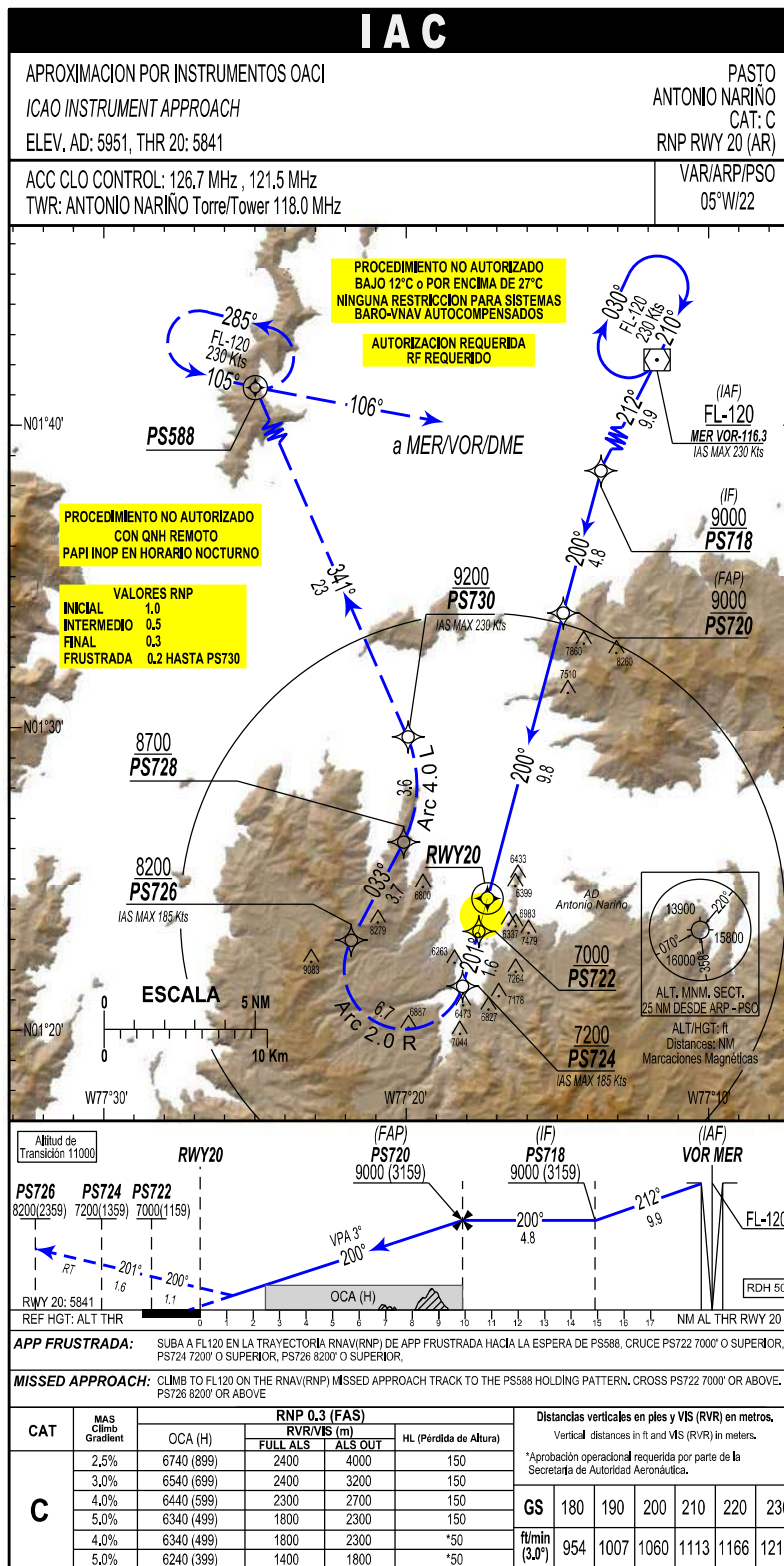 IAC
APROXIMACION POR INSTRUMENTOS OACI
ICAO INSTRUMENT APPROACH
ELEV. AD: 5951, THR 20: 5841
PASTO
ANTONIO NARIÑO
CAT: C
RNP RWY 20 (AR)
ACC CLO CONTROL: 126.7 MHz , 121.5 MHz
TWR: ANTONIO NARIÑO Torre/Tower 118.0 MHz
VAR/ARP/PSO
05°W/22
PROCEDIMIENTO NO AUTORIZADO
BAJO 12°C o POR ENCIMA DE 27°C
NINGUNA RESTRICCION PARA SISTEMAS
BARO-VNAV AUTOCOMPENSADOS
AUTORIZACION REQUERIDA
RF REQUERIDO
285°
FL-120
230 Kts
105°
106°
a MER/VOR/DME
PS588
030°
FL-120
230 Kts
210°
212°
9.9
(IAF)
FL-120
MER VOR-116.3
IAS MAX 230 Kts
N01°40'
(IF)
9000
PS718
200°
4.8
PROCEDIMIENTO NO AUTORIZADO
CON QNH REMOTO
PAPI INOP EN HORARIO NOCTURNO
VALORES RNP
INICIAL 1.0
INTERMEDIO 0.5
FINAL 0.3
FRUSTRADA 0.2 HASTA PS730
341°
23
9200
PS730
IAS MAX 230 Kts
(FAP)
9000
PS720
7860
8260
7510
N01°30'
200°
9.8
8700
PS728
3.6
Arc 4.0 L
8200
PS726
IAS MAX 185 Kts
033°
3.7
RWY20
6433
6399
6800
8279
9083
6983
6337
7479
AD
Antonio Nariño
6263
7264
201°
1.6
7178
6473
6827
7044
6887
6.7
Arc 2.0 R
7000
PS722
7200
PS724
IAS MAX 185 Kts
13900
220°
15800
070°
16000
358°
ALT. MNM. SECT.
25 NM DESDE ARP - PSO
ALT/HGT: ft
Distances: NM
Marcaciones Magnéticas
ESCALA
0 5 NM
0 10 Km
N01°20'
W77°30' W77°20' W77°10'
Altitud de
Transición 11000
RWY20
(FAP)
PS720
9000 (3159)
(IF)
PS718
9000 (3159)
(IAF)
VOR MER
PS726
8200(2359)
PS724
7200(1359)
PS722
7000(1159)
VPA 3°
200°
200°
4.8
212°
9.9
FL-120
RT
201°
1.6
200°
1.1
OCA (H)
RDH 50
RWY 20: 5841
REF HGT: ALT THR
0 1 2 3 4 5 6 7 8 9 10 11 12 13 14 15 16 17 NM AL THR RWY 20
APP FRUSTRADA: SUBA A FL120 EN LA TRAYECTORIA RNAV(RNP) DE APP FRUSTRADA HACIA LA ESPERA DE PS588, CRUCE PS722 7000' O SUPERIOR,
PS724 7200' O SUPERIOR, PS726 8200' O SUPERIOR,
MISSED APPROACH: CLIMB TO FL120 ON THE RNAV(RNP) MISSED APPROACH TRACK TO THE PS588 HOLDING PATTERN. CROSS PS722 7000' OR ABOVE.
PS726 8200' OR ABOVE
CAT MAS Climb Gradient RNP 0.3 (FAS)
OCA (H) RVR/VIS (m) HL (Pérdida de Altura)
FULL ALS ALS OUT
C
2.5% 6740 (899) 2400 4000 150
3.0% 6540 (699) 2400 3200 150
4.0% 6440 (599) 2300 2700 150
5.0% 6340 (499) 1800 2300 150
4.0% 6340 (499) 1800 2300 *50
5.0% 6240 (399) 1400 1800 *50
Distancias verticales en pies y VIS (RVR) en metros.
Vertical distances in ft and VIS (RVR) in meters.
*Aprobación operacional requerida por parte de la
Secretaría de Autoridad Aeronáutica.
GS 180 190 200 210 220
ft/min (3.0°) 954 1007 1060 1113 1166